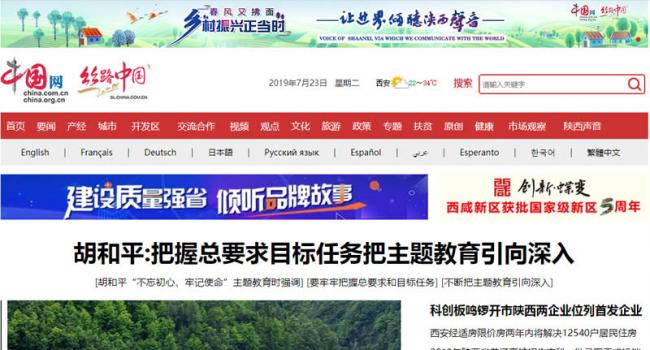 春风又拂面
乡村振兴正当时
让世界倾听陕西声音
VOICE OF SHAANXI, VIA WHICH WE COMMUNICATE WITH THE WORLD
中国网
丝路中国
中国网
china.com.cn
china.org.cn
丝路中国
SL.CHINA.COM.CN
2019年7月23日 星期二
西安 22～34℃
搜索
请输入关键字
首页 要闻 产经 城市 开发区 交流合作 视频 观点 文化 旅游 政策 专题 扶贫 原创 健康 市场观察 陕西声音
English | Français | Deutsch | 日本語 | Русский язык | Español | عربي | Esperanto | 한국어 | 繁體中文
建设质量强省 倾听品牌故事
创新·蝶变
西咸新区获批国家级新区5周年
胡和平:把握总要求目标任务把主题教育引向深入
[胡和平“不忘初心、牢记使命”主题教育时强调] [要牢牢把握总要求和目标任务] [不断把主题教育引向深入]
科创板鸣锣开市陕西两企业位列首发企业
西安经适房限价房两年内将解决12540户居民住房